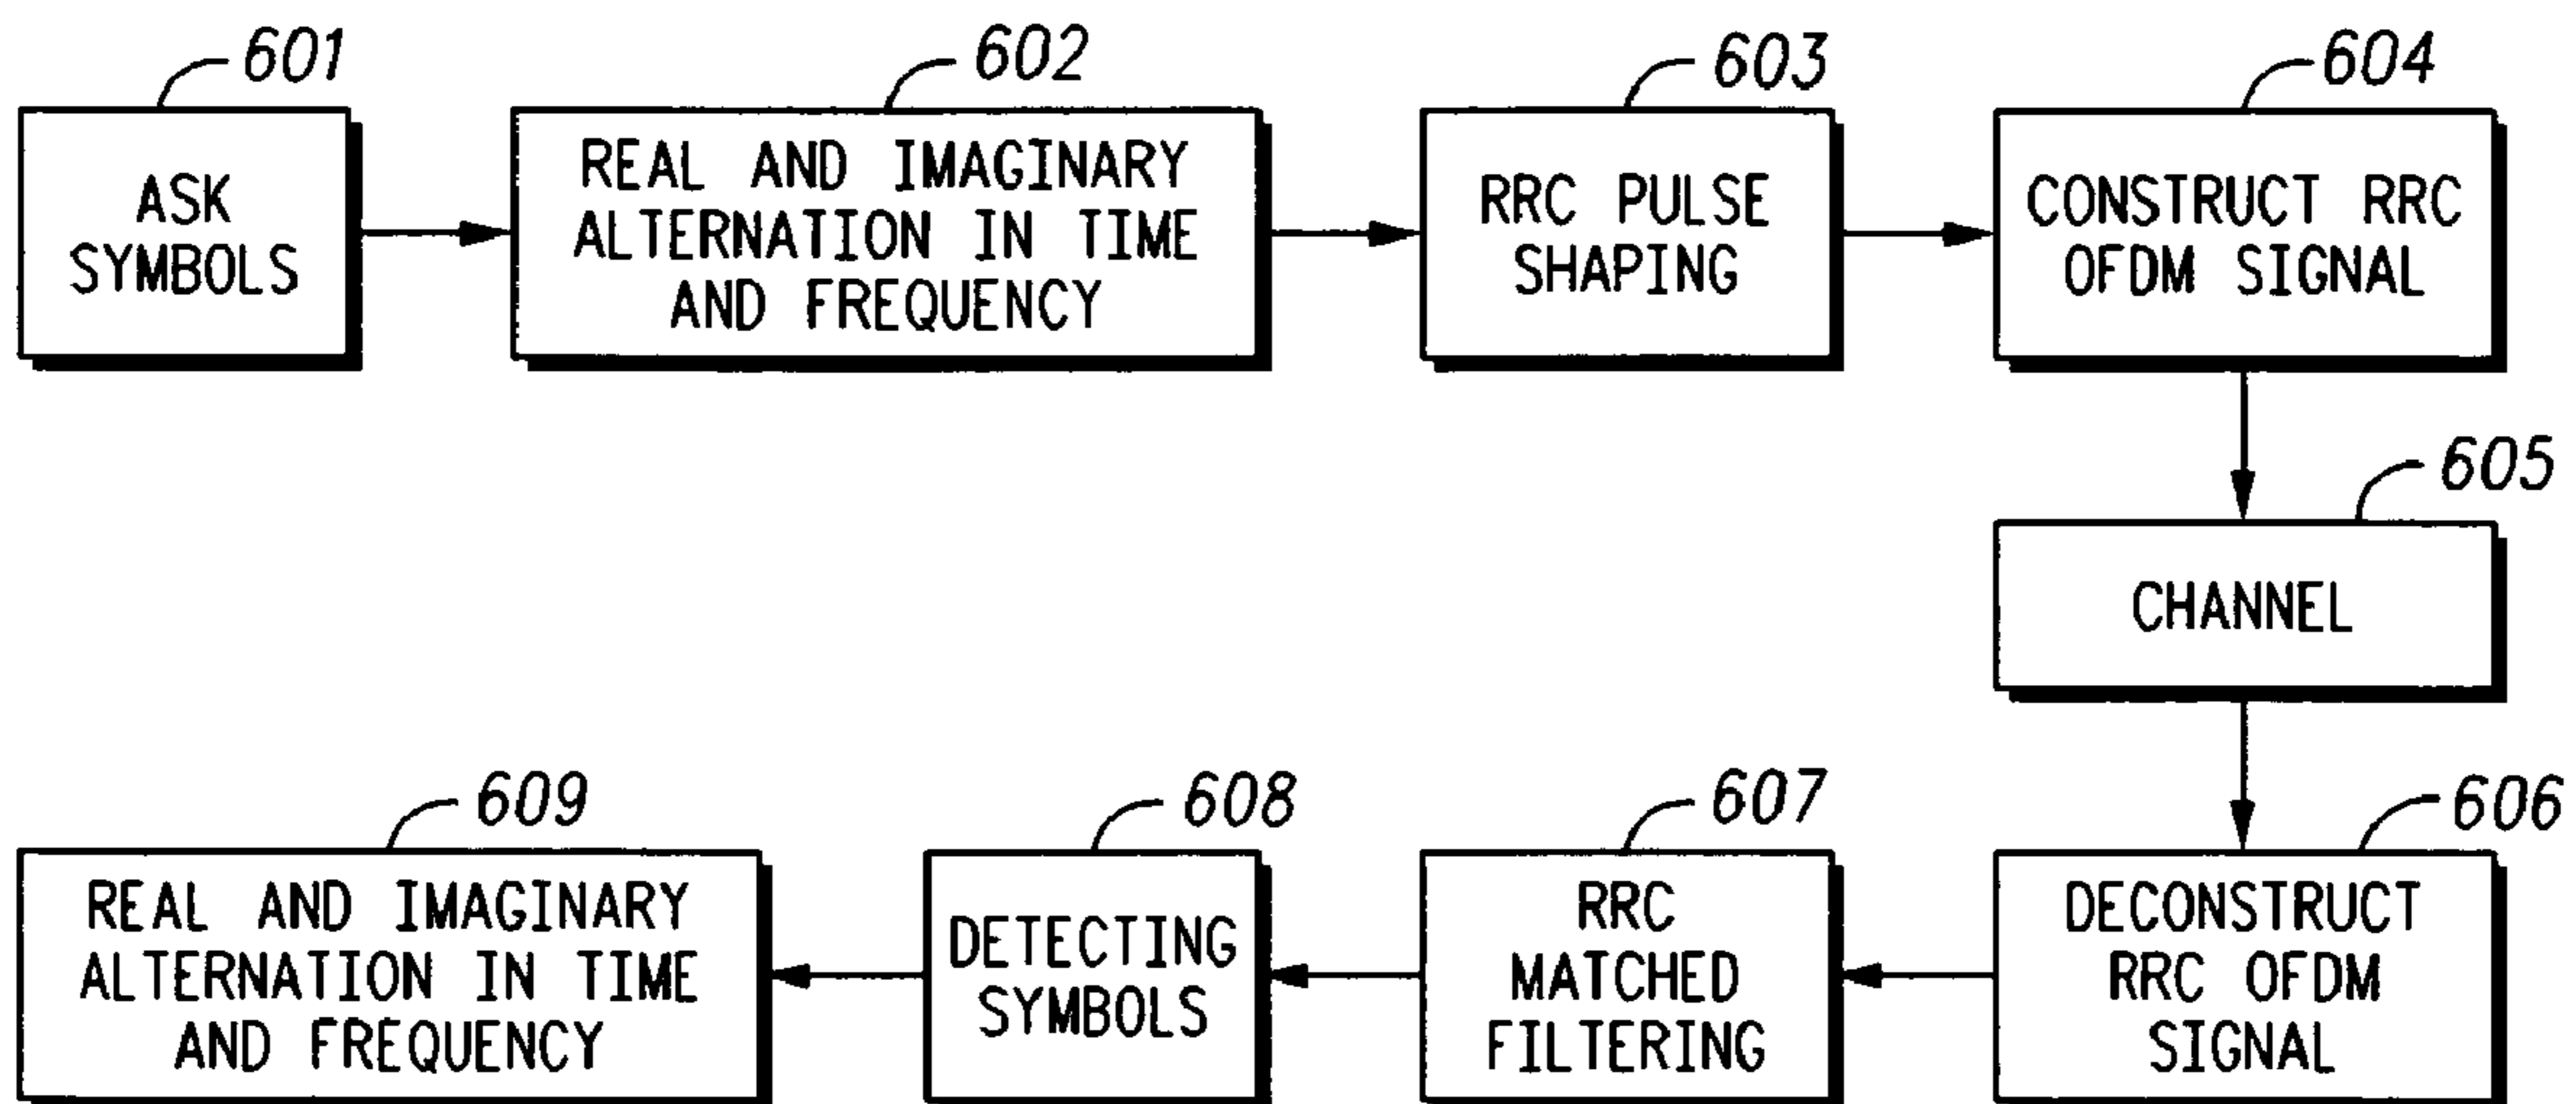 601
ASK
SYMBOLS
602
REAL AND IMAGINARY
ALTERNATION IN TIME
AND FREQUENCY
603
RRC PULSE
SHAPING
604
CONSTRUCT RRC
OFDM SIGNAL
605
CHANNEL
606
DECONSTRUCT
RRC OFDM
SIGNAL
607
RRC
MATCHED
FILTERING
608
DETECTING
SYMBOLS
609
REAL AND IMAGINARY
ALTERNATION IN TIME
AND FREQUENCY